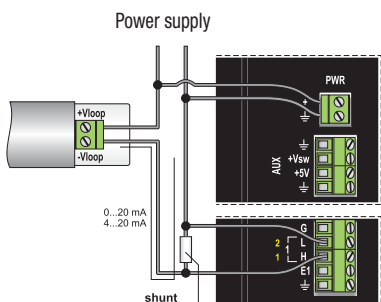 Power supply
PWR
+
+Vloop
-Vloop
AUX
+Vsw
+5V
0...20 mA
4...20 mA
G
2
L
1
1
H
E1
shunt